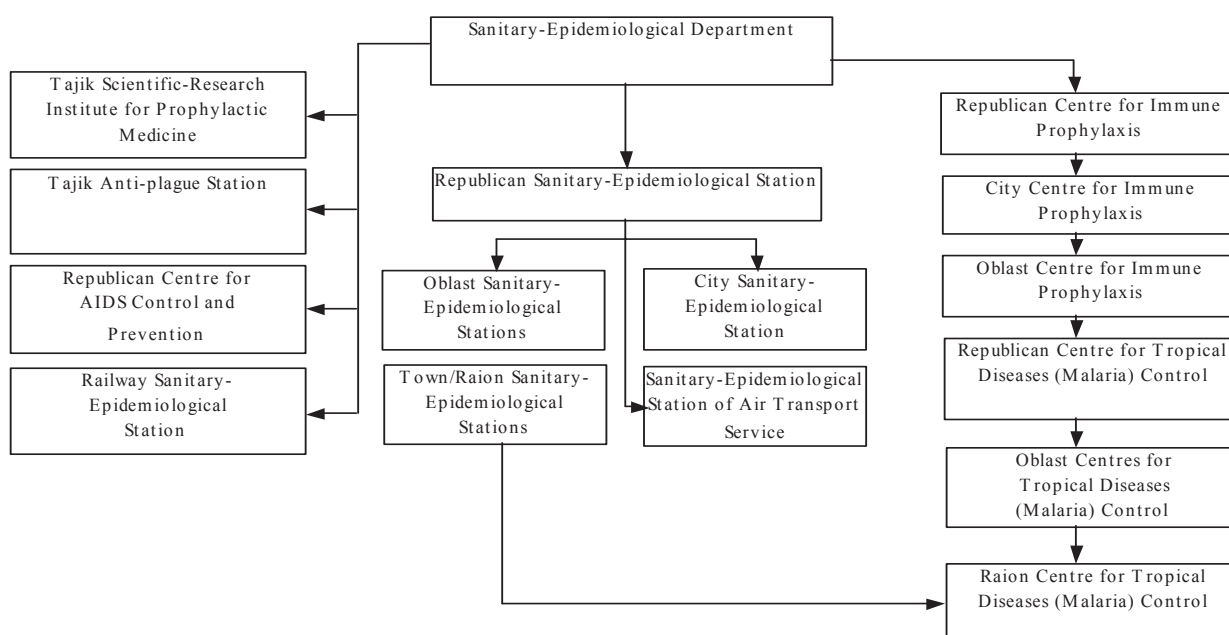 Sanitary-Epidemiological Department
Tajik Scientific-Research
Institute for Prophylactic
Medicine
Tajik Anti-plague Station
Republican Centre for
AIDS Control and
Prevention
Railway Sanitary-
Epidemiological
Station
Republican Sanitary-Epidemiological Station
Oblast Sanitary-
Epidemiological
Stations
City Sanitary-
Epidemiological
Station
Town/Raion Sanitary-
Epidemiological
Stations
Sanitary-Epidemiological
Station of Air Transport
Service
Republican Centre for Immune
Prophylaxis
City Centre for Immune
Prophylaxis
Oblast Centre for Immune
Prophylaxis
Republican Centre for Tropical
Diseases (Malaria) Control
Oblast Centres for
Tropical Diseases
(Malaria) Control
Raion Centre for Tropical
Diseases (Malaria) Control